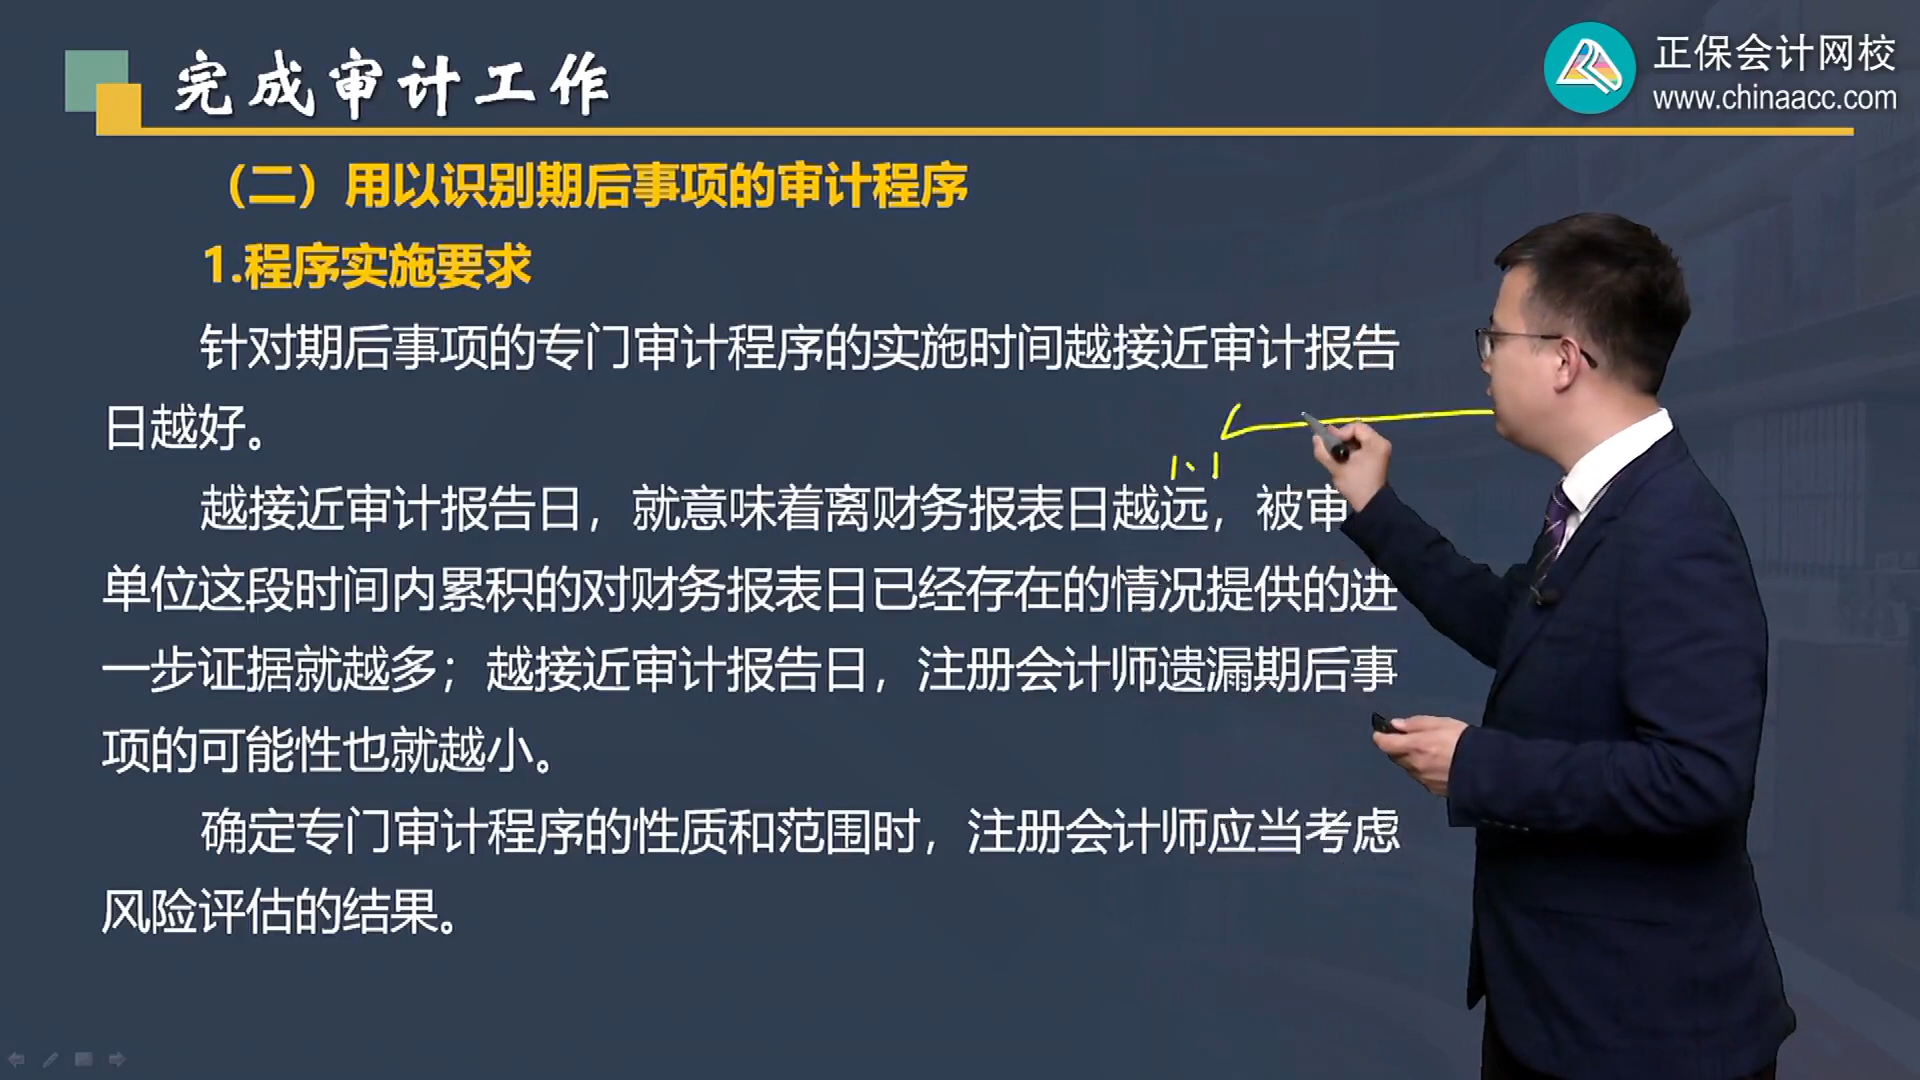 完成审计工作
正保会计网校
www.chinaacc.com
（二）用以识别期后事项的审计程序
1.程序实施要求
针对期后事项的专门审计程序的实施时间越接近审计报告
日越好。
1.1
越接近审计报告日，就意味着离财务报表日越远，被审
单位这段时间内累积的对财务报表日已经存在的情况提供的进
一步证据就越多；越接近审计报告日，注册会计师遗漏期后事
项的可能性也就越小。
确定专门审计程序的性质和范围时，注册会计师应当考虑
风险评估的结果。